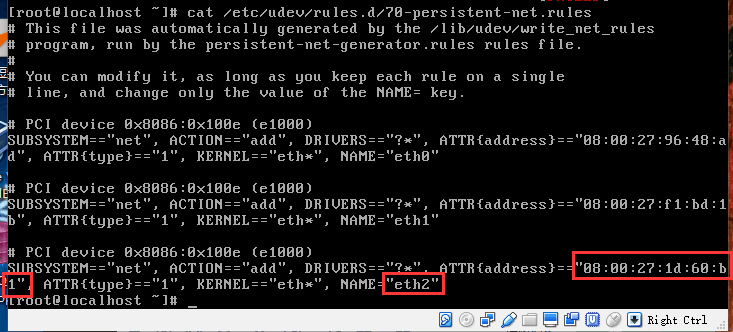 [root@localhost ~]# cat /etc/udev/rules.d/70-persistent-net.rules
# This file was automatically generated by the /lib/udev/write_net_rules
# program, run by the persistent-net-generator.rules rules file.
#
# You can modify it, as long as you keep each rule on a single
# line, and change only the value of the NAME= key.
# PCI device 0x8086:0x100e (e1000)
SUBSYSTEM=="net", ACTION=="add", DRIVERS=="?*", ATTR{address}=="08:00:27:96:48:a
d", ATTR{type}=="1", KERNEL=="eth*", NAME="eth0"
# PCI device 0x8086:0x100e (e1000)
SUBSYSTEM=="net", ACTION=="add", DRIVERS=="?*", ATTR{address}=="08:00:27:f1:bd:1
b", ATTR{type}=="1", KERNEL=="eth*", NAME="eth1"
# PCI device 0x8086:0x100e (e1000)
SUBSYSTEM=="net", ACTION=="add", DRIVERS=="?*", ATTR{address}=="08:00:27:1d:60:b
1", ATTR{type}=="1", KERNEL=="eth*", NAME="eth2"
[root@localhost ~]# _
Right Ctrl